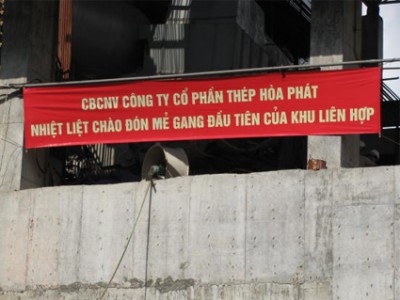 CBCNV CÔNG TY CỔ PHẦN THÉP HÒA PHÁT
NHIỆT LIỆT CHÀO ĐÓN MẺ GANG ĐẦU TIÊN CỦA KHU LIÊN HỢP